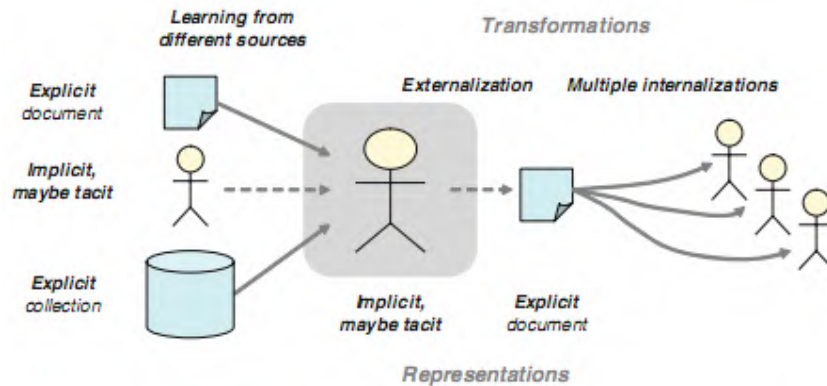 Learning from
different sources
Transformations
Explicit
document
Externalization
Multiple internalizations
Implicit,
maybe tacit
Explicit
collection
Implicit,
maybe tacit
Explicit
document
Representations